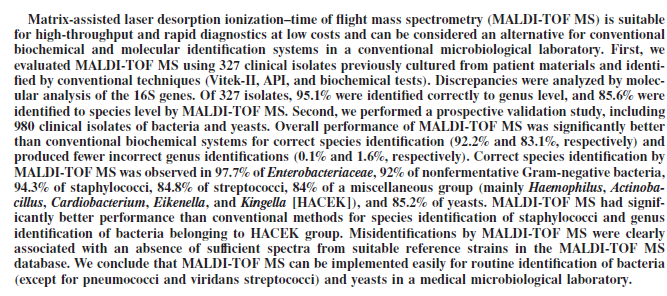 Matrix-assisted laser desorption ionization–time of flight mass spectrometry (MALDI-TOF MS) is suitable
for high-throughput and rapid diagnostics at low costs and can be considered an alternative for conventional
biochemical and molecular identification systems in a conventional microbiological laboratory. First, we
evaluated MALDI-TOF MS using 327 clinical isolates previously cultured from patient materials and identi-
fied by conventional techniques (Vitek-II, API, and biochemical tests). Discrepancies were analyzed by molec-
ular analysis of the 16S genes. Of 327 isolates, 95.1% were identified correctly to genus level, and 85.6% were
identified to species level by MALDI-TOF MS. Second, we performed a prospective validation study, including
980 clinical isolates of bacteria and yeasts. Overall performance of MALDI-TOF MS was significantly better
than conventional biochemical systems for correct species identification (92.2% and 83.1%, respectively) and
produced fewer incorrect genus identifications (0.1% and 1.6%, respectively). Correct species identification by
MALDI-TOF MS was observed in 97.7% of Enterobacteriaceae, 92% of nonfermentative Gram-negative bacteria,
94.3% of staphylococci, 84.8% of streptococci, 84% of a miscellaneous group (mainly Haemophilus, Actinoba-
cillus, Cardiobacterium, Eikenella, and Kingella [HACEK]), and 85.2% of yeasts. MALDI-TOF MS had signif-
icantly better performance than conventional methods for species identification of staphylococci and genus
identification of bacteria belonging to HACEK group. Misidentifications by MALDI-TOF MS were clearly
associated with an absence of sufficient spectra from suitable reference strains in the MALDI-TOF MS
database. We conclude that MALDI-TOF MS can be implemented easily for routine identification of bacteria
(except for pneumococci and viridans streptococci) and yeasts in a medical microbiological laboratory.